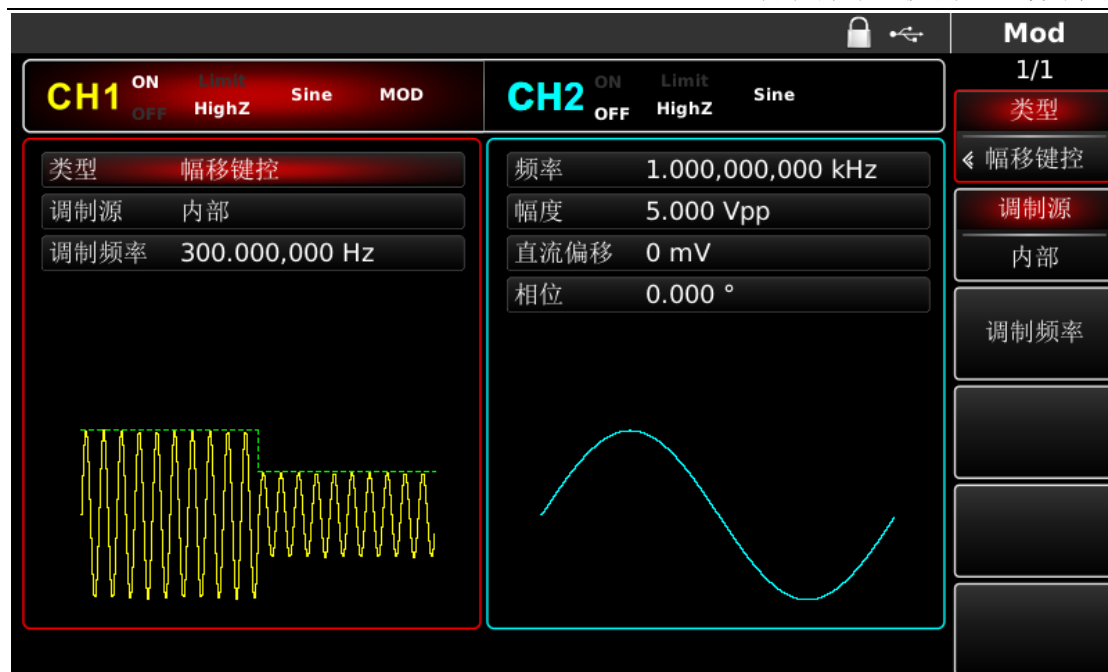 Mod
1/1
CH1 ON OFF Limit HighZ Sine MOD
CH2 ON OFF Limit HighZ Sine
类型 幅移键控
调制源 内部
调制频率 300.000,000 Hz
频率 1.000,000,000 kHz
幅度 5.000 Vpp
直流偏移 0 mV
相位 0.000 °
类型
幅移键控
调制源
内部
调制频率